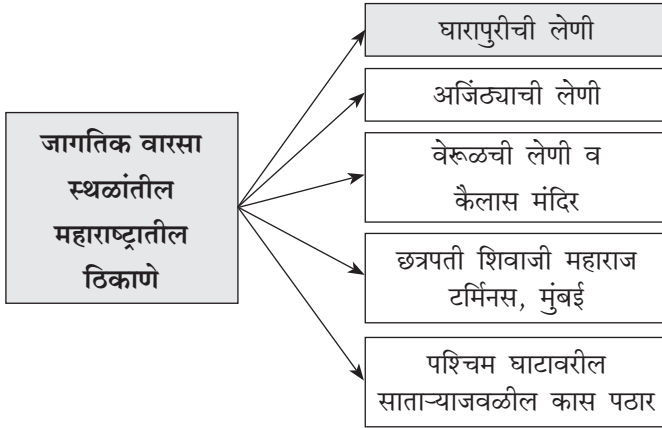 जागतिक वारसा
स्थळांतील
महाराष्ट्रातील
ठिकाणे
घारापुरीची लेणी
अजिंठ्याची लेणी
वेरूळची लेणी व
कैलास मंदिर
छत्रपती शिवाजी महाराज
टर्मिनस, मुंबई
पश्चिम घाटावरील
साताऱ्याजवळील कास पठार